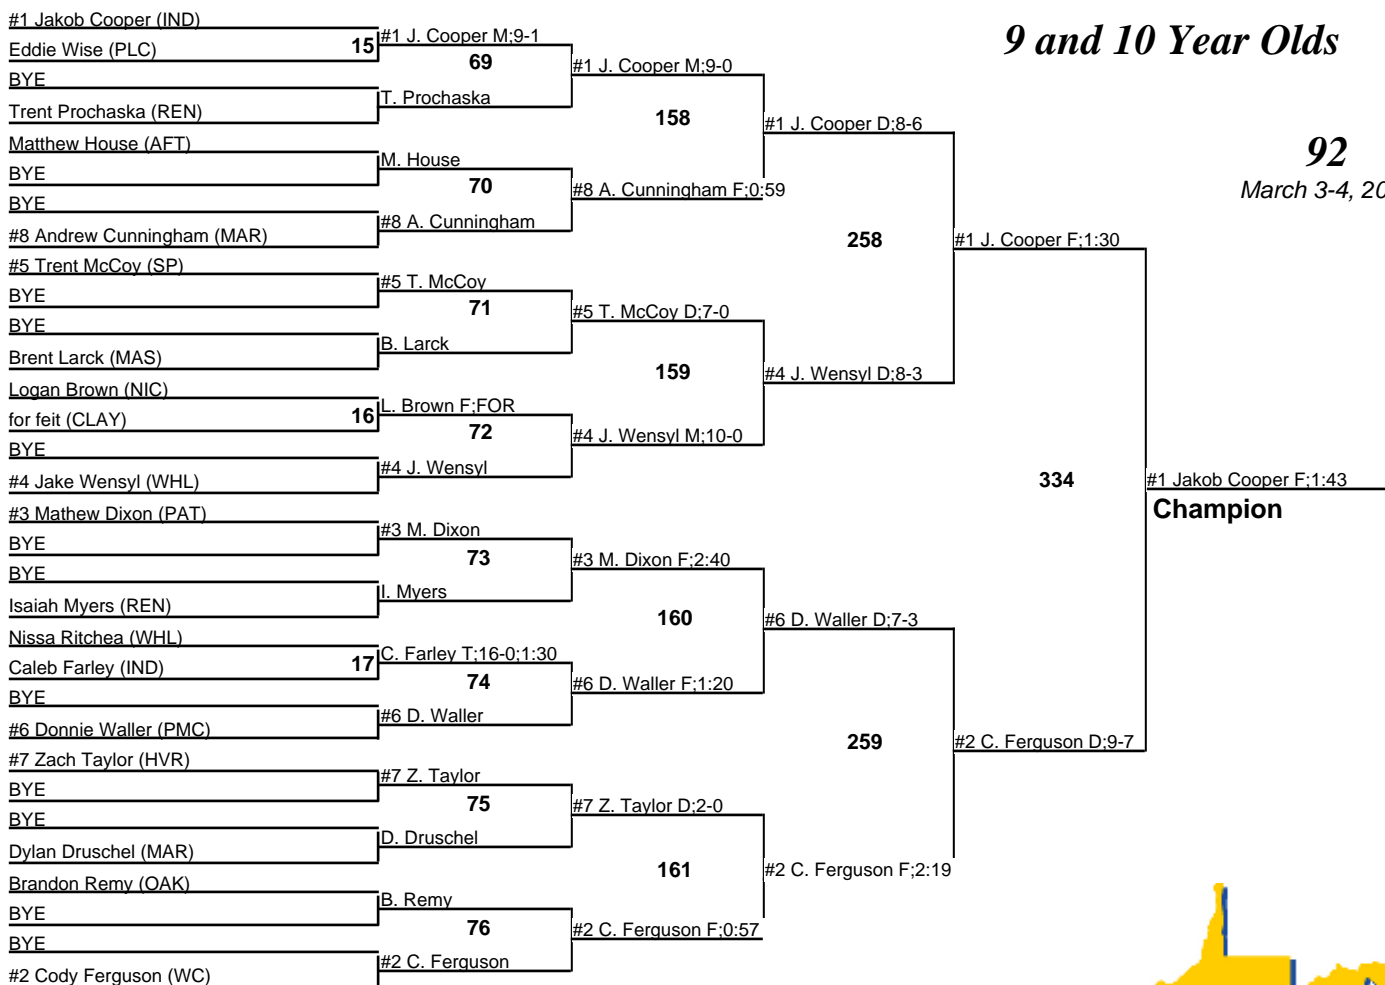 9 and 10 Year Olds
92
March 3-4, 20
#1 Jakob Cooper (IND)
Eddie Wise (PLC)
BYE
Trent Prochaska (REN)
Matthew House (AFT)
BYE
BYE
#8 Andrew Cunningham (MAR)
#5 Trent McCoy (SP)
BYE
BYE
Brent Larck (MAS)
Logan Brown (NIC)
for feit (CLAY)
BYE
#4 Jake Wensyl (WHL)
#3 Mathew Dixon (PAT)
BYE
BYE
Isaiah Myers (REN)
Nissa Ritchea (WHL)
Caleb Farley (IND)
BYE
#6 Donnie Waller (PMC)
#7 Zach Taylor (HVR)
BYE
BYE
Dylan Druschel (MAR)
Brandon Remy (OAK)
BYE
BYE
#2 Cody Ferguson (WC)
15
16
17
#1 J. Cooper M;9-1
69
T. Prochaska
M. House
70
#8 A. Cunningham
#5 T. McCoy
71
B. Larck
L. Brown F;FOR
72
#4 J. Wensyl
#3 M. Dixon
73
I. Myers
C. Farley T;16-0;1:30
74
#6 D. Waller
#7 Z. Taylor
75
D. Druschel
B. Remy
76
#2 C. Ferguson
#1 J. Cooper M;9-0
158
#8 A. Cunningham F;0:59
#5 T. McCoy D;7-0
159
#4 J. Wensyl M;10-0
#3 M. Dixon F;2:40
160
#6 D. Waller F;1:20
#7 Z. Taylor D;2-0
161
#2 C. Ferguson F;0:57
#1 J. Cooper D;8-6
258
#4 J. Wensyl D;8-3
#6 D. Waller D;7-3
259
#2 C. Ferguson F;2:19
#1 J. Cooper F;1:30
334
#2 C. Ferguson D;9-7
#1 Jakob Cooper F;1:43
Champion